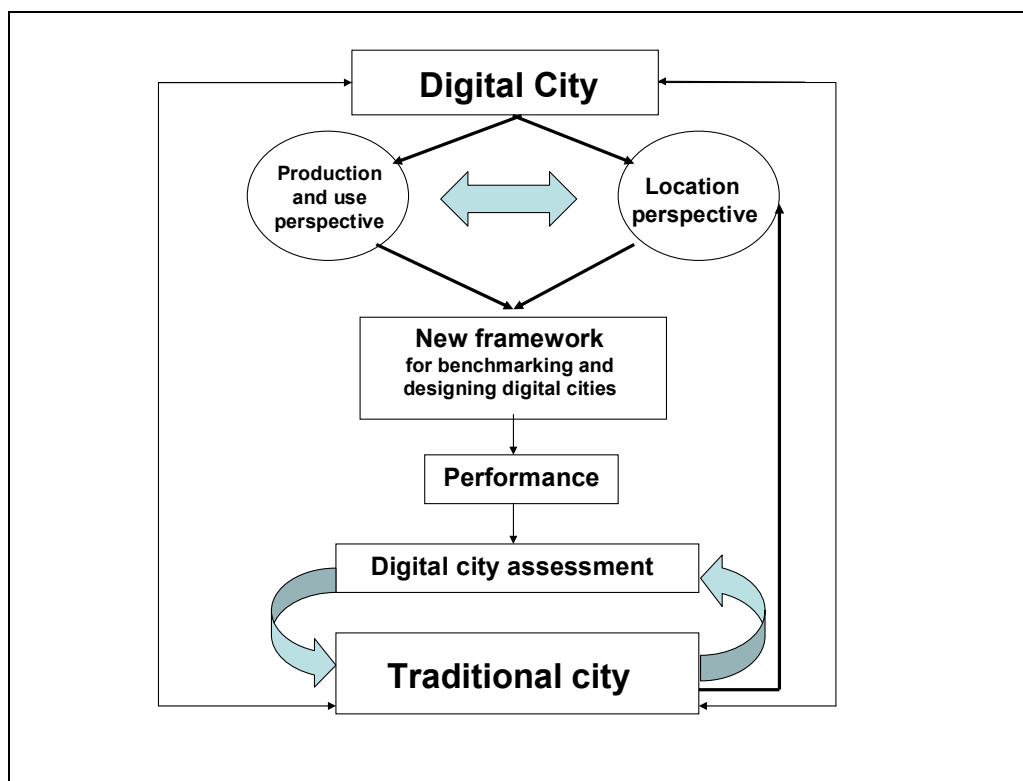 Digital City
Production
and use
perspective
Location
perspective
New framework
for benchmarking and
designing digital cities
Performance
Digital city assessment
Traditional city